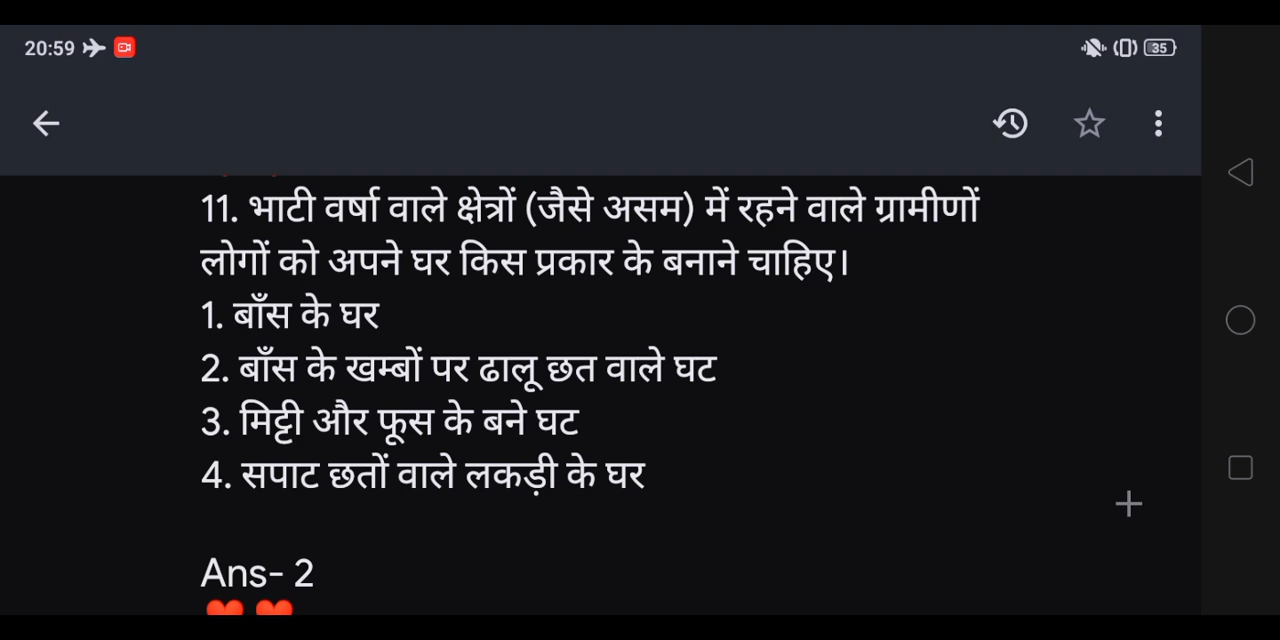 20:59
35
11. भाटी वर्षा वाले क्षेत्रों (जैसे असम) में रहने वाले ग्रामीणों
लोगों को अपने घर किस प्रकार के बनाने चाहिए।
1. बाँस के घर
2. बाँस के खम्बों पर ढालू छत वाले घट
3. मिट्टी और फूस के बने घट
4. सपाट छतों वाले लकड़ी के घर
Ans- 2